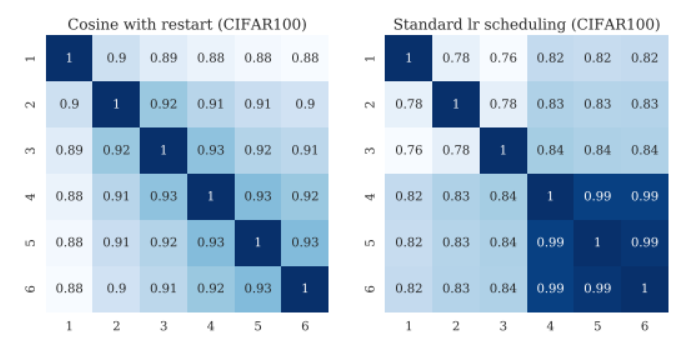 Cosine with restart (CIFAR100)
1 1 0.9 0.89 0.88 0.88 0.88
2 0.9 1 0.92 0.91 0.91 0.9
3 0.89 0.92 1 0.93 0.92 0.91
4 0.88 0.91 0.93 1 0.93 0.92
5 0.88 0.91 0.92 0.93 1 0.93
6 0.88 0.9 0.91 0.92 0.93 1
1 2 3 4 5 6
Standard lr scheduling (CIFAR100)
1 1 0.78 0.76 0.82 0.82 0.82
2 0.78 1 0.78 0.83 0.83 0.83
3 0.76 0.78 1 0.84 0.84 0.84
4 0.82 0.83 0.84 1 0.99 0.99
5 0.82 0.83 0.84 0.99 1 0.99
6 0.82 0.83 0.84 0.99 0.99 1
1 2 3 4 5 6